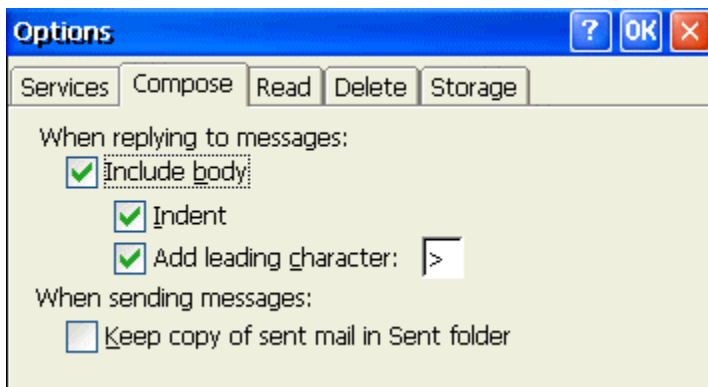 Options ? OK ×
Services Compose Read Delete Storage
When replying to messages:
Include body
Indent
Add leading character: >
When sending messages:
Keep copy of sent mail in Sent folder